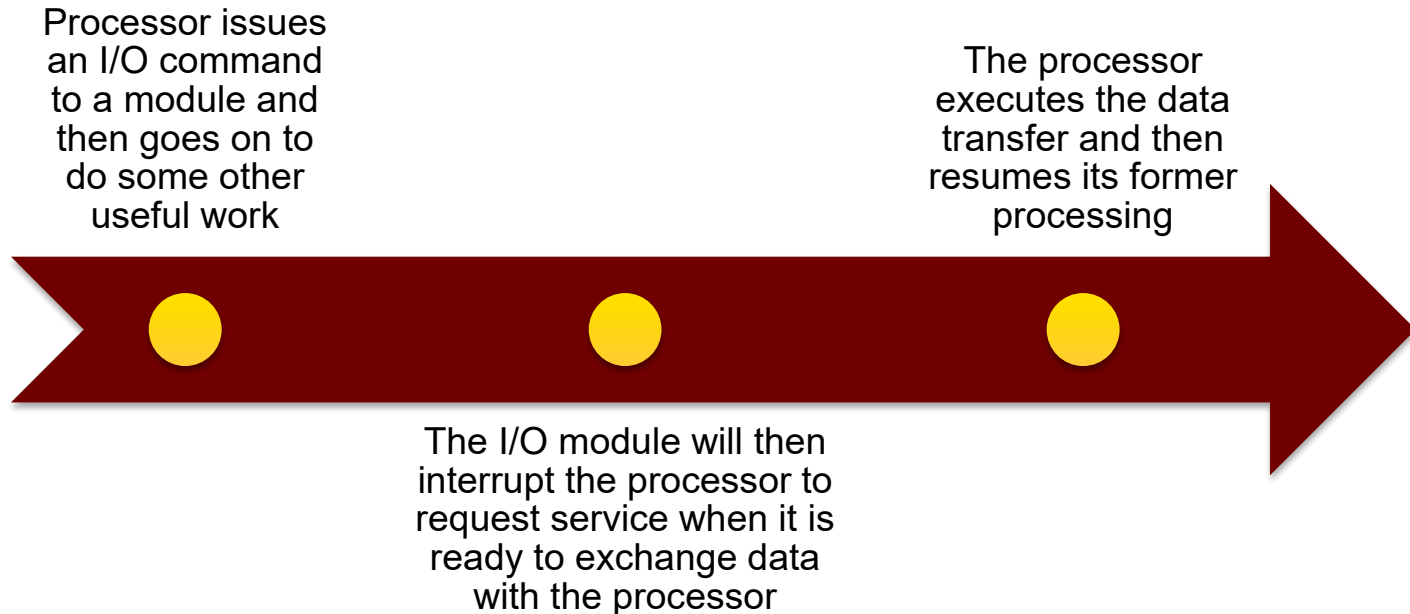 Processor issues
an I/O command
to a module and
then goes on to
do some other
useful work
The I/O module will then
interrupt the processor to
request service when it is
ready to exchange data
with the processor
The processor
executes the data
transfer and then
resumes its former
processing